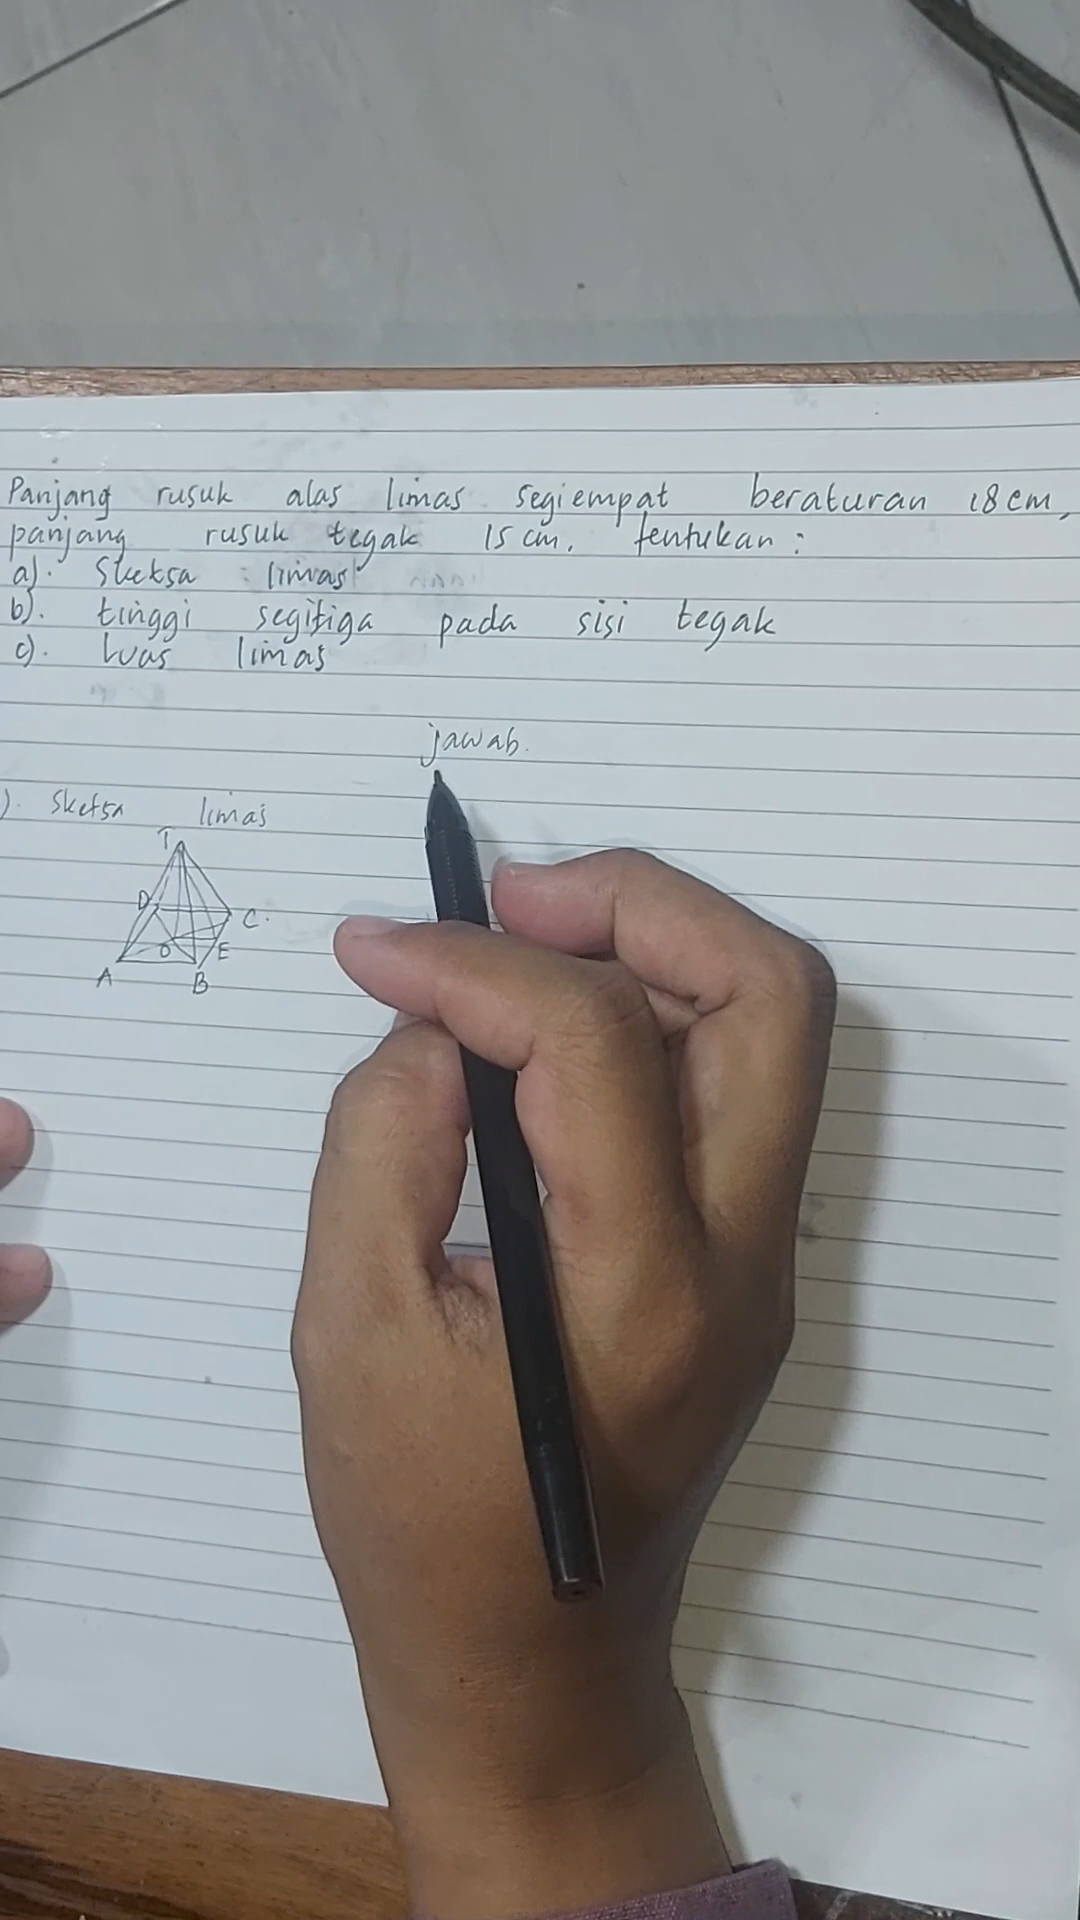 Panjang rusuk alas limas segiempat beraturan 18 cm,
panjang rusuk tegak 15 cm. tentukan:
a). Sketsa limas
b). tinggi segitiga pada sisi tegak
c). Luas limas
jawab.
). Sketsa limas
T
D
C.
O
E
A
B